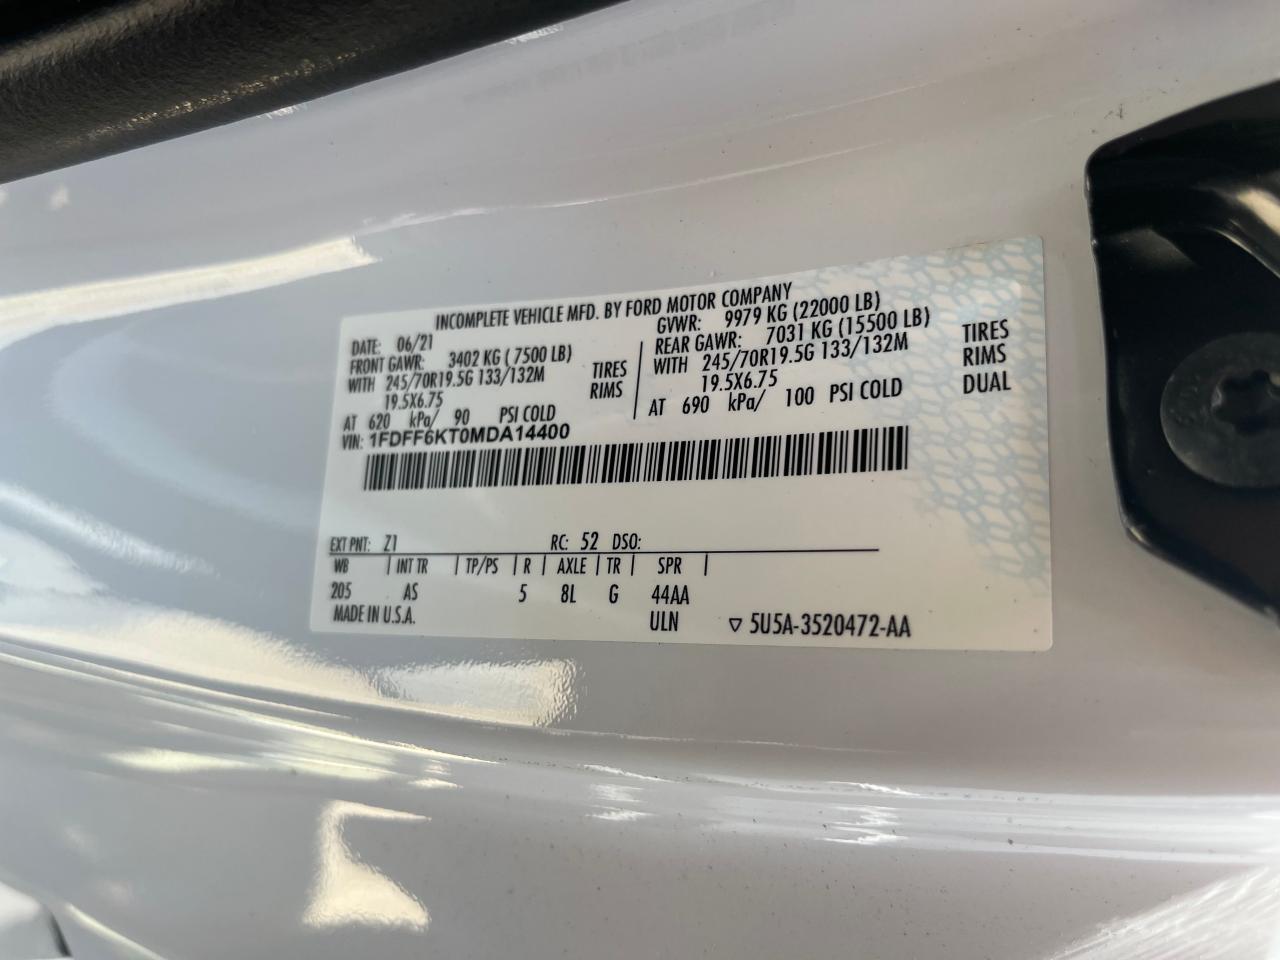 INCOMPLETE VEHICLE MFD. BY FORD MOTOR COMPANY
DATE: 06/21
FRONT GAWR: 3402 KG ( 7500 LB)
WITH 245/70R19.5G 133/132M TIRES
19.5X6.75 RIMS
AT 620 kPa/ 90 PSI COLD
GVWR: 9979 KG (22000 LB)
REAR GAWR: 7031 KG (15500 LB)
WITH 245/70R19.5G 133/132M TIRES
19.5X6.75 RIMS
AT 690 kPa/ 100 PSI COLD DUAL
VIN: 1FDFF6KT0MDA14400
EXT PNT: Z1 RC: 52 DSO:
WB | INT TR | TP/PS | R | AXLE | TR | SPR |
205 AS 5 8L G 44AA
MADE IN U.S.A. ULN ▽ 5U5A-3520472-AA